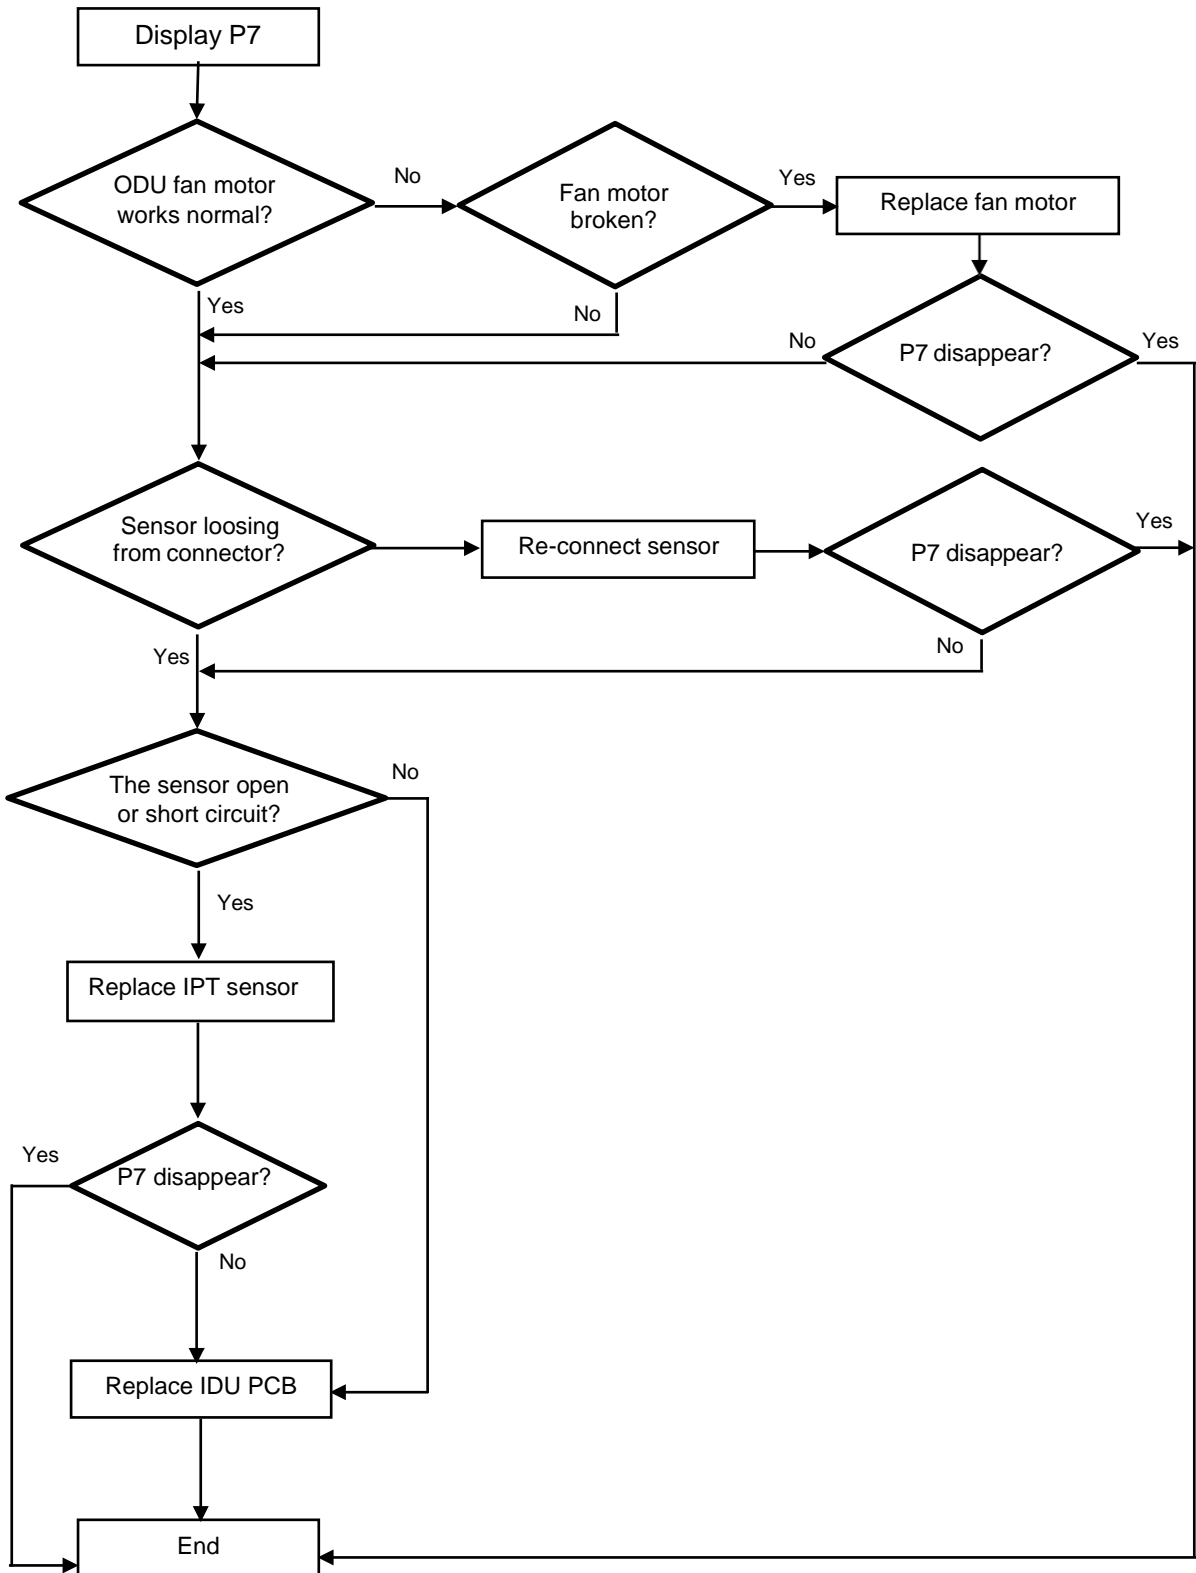 Display P7
ODU fan motor
works normal?
No
Fan motor
broken?
Yes
Replace fan motor
Yes
No
No
P7 disappear?
Yes
Sensor loosing
from connector?
Re-connect sensor
P7 disappear?
Yes
Yes
No
The sensor open
or short circuit?
No
Yes
Replace IPT sensor
Yes
P7 disappear?
No
Replace IDU PCB
End